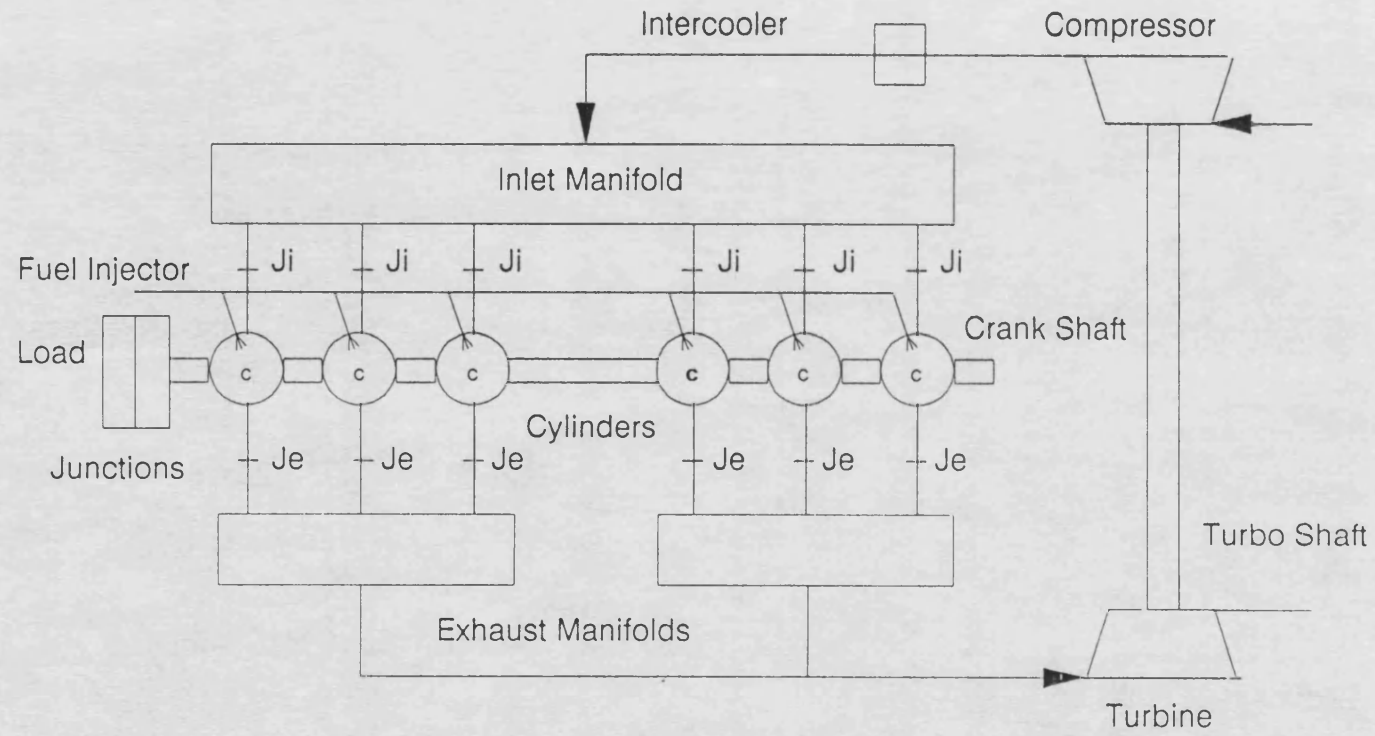 Intercooler
Compressor
Inlet Manifold
Ji Ji Ji Ji Ji Ji
Fuel Injector
Crank Shaft
Load
c c c c c c
Cylinders
Junctions
Je Je Je Je Je Je
Turbo Shaft
Exhaust Manifolds
Turbine